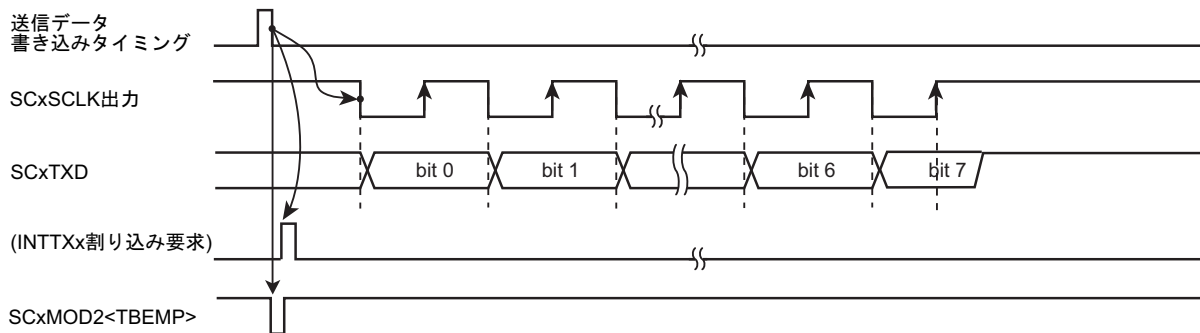 送信データ
書き込みタイミング
SCxSCLK出力
SCxTXD
bit 0
bit 1
bit 6
bit 7
(INTTXx割り込み要求)
SCxMOD2<TBEMP>